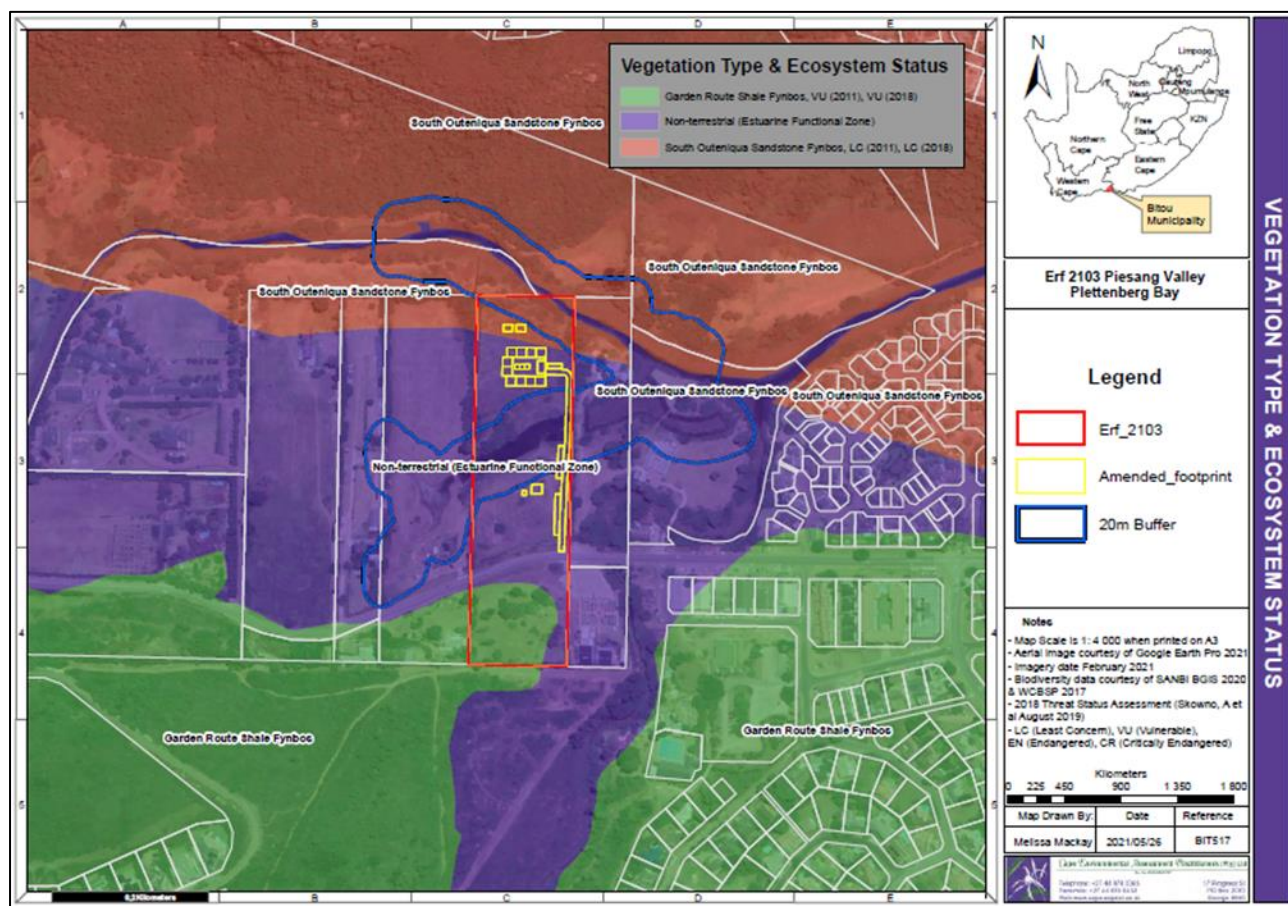 A B C D E
1
2
3
4
5
Vegetation Type & Ecosystem Status
Garden Route Shale Fynbos, VU (2011), VU (2018)
Non-terrestrial (Estuarine Functional Zone)
South Outeniqua Sandstone Fynbos, LC (2011), LC (2018)
South Outeniqua Sandstone Fynbos
South Outeniqua Sandstone Fynbos
South Outeniqua Sandstone Fynbos
South Outeniqua Sandstone Fynbos
South Outeniqua Sandstone Fynbos
Non-terrestrial (Estuarine Functional Zone)
Garden Route Shale Fynbos
Garden Route Shale Fynbos
A B C D E
1
2
3
4
5
N
Limpopo
North
West
Gauteng
Mpumulanga
Free
State
KZN
Northern
Cape
Eastern
Cape
Western
Cape
Bitou
Municipality
Erf 2103 Piesang Valley
Plettenberg Bay
Legend
Erf_2103
Amended_footprint
20m Buffer
Notes
- Map Scale is 1: 4 000 when printed on A3
- Aerial Image courtesy of Google Earth Pro 2021
- Imagery date February 2021
- Biodiversity data courtesy of SANBI BGIS 2020
& WCBSP 2017
- 2018 Threat Status Assessment (Skowno, A et
al August 2019)
- LC (Least Concern), VU (Vulnerable),
EN (Endangered), CR (Critically Endangered)
Kilometers
0 225 450 900 1 350 1 800
Map Drawn By: Date Reference
Melissa Mackay 2021/05/26 BIT517
VEGETATION TYPE & ECOSYSTEM STATUS